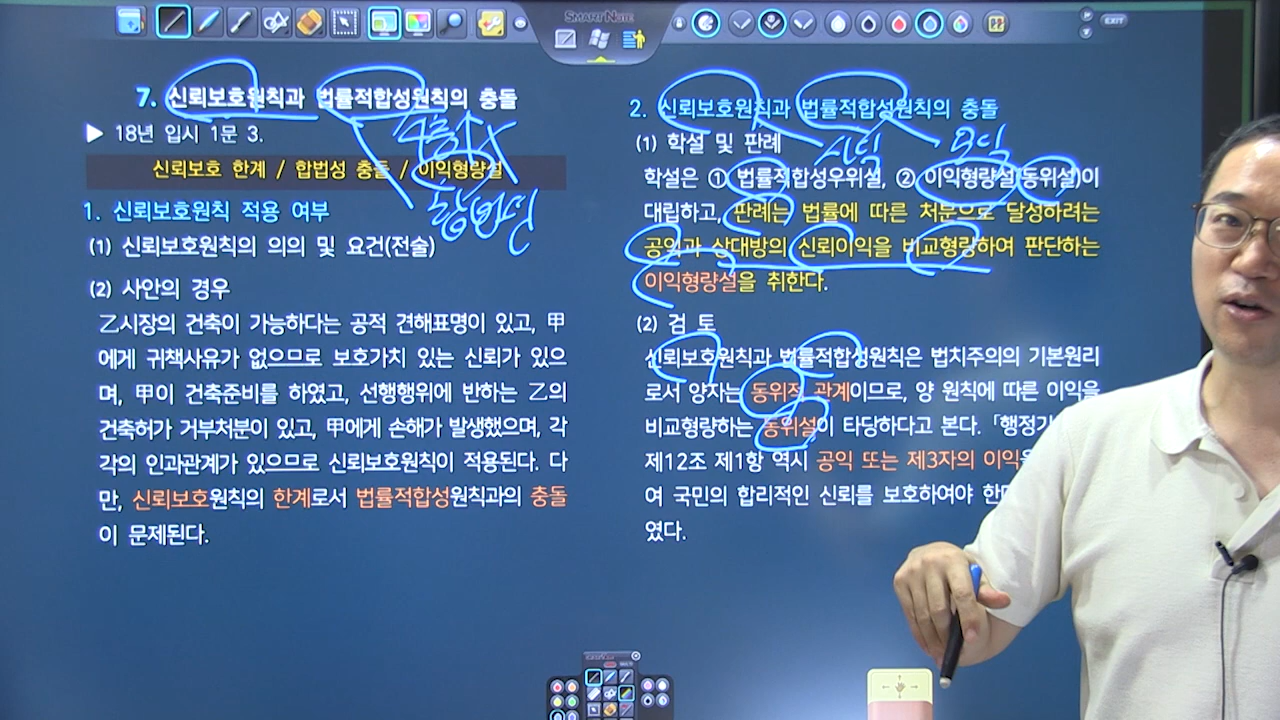 SMARTNOTE
EXIT
7. 신뢰보호원칙과 법률적합성원칙의 충돌
▶ 18년 입시 1문 3.
신뢰보호 한계 / 합법성 충돌 / 이익형량설
1. 신뢰보호원칙 적용 여부
(1) 신뢰보호원칙의 의의 및 요건(전술)
(2) 사안의 경우
乙시장의 건축이 가능하다는 공적 견해표명이 있고, 甲
에게 귀책사유가 없으므로 보호가치 있는 신뢰가 있으
며, 甲이 건축준비를 하였고, 선행행위에 반하는 乙의
건축허가 거부처분이 있고, 甲에게 손해가 발생했으며, 각
각의 인과관계가 있으므로 신뢰보호원칙이 적용된다. 다
만, 신뢰보호원칙의 한계로서 법률적합성원칙과의 충돌
이 문제된다.
2. 신뢰보호원칙과 법률적합성원칙의 충돌
(1) 학설 및 판례
학설은 ① 법률적합성우위설, ② 이익형량설(동위설)이
대립하고, 판례는 법률에 따른 처분으로 달성하려는
공익과 상대방의 신뢰이익을 비교형량하여 판단하는
이익형량설을 취한다.
(2) 검 토
신뢰보호원칙과 법률적합성원칙은 법치주의의 기본원리
로서 양자는 동위적 관계이므로, 양 원칙에 따른 이익을
비교형량하는 동위설이 타당하다고 본다. 「행정기
제12조 제1항 역시 공익 또는 제3자의 이익
여 국민의 합리적인 신뢰를 보호하여야 한
였다.